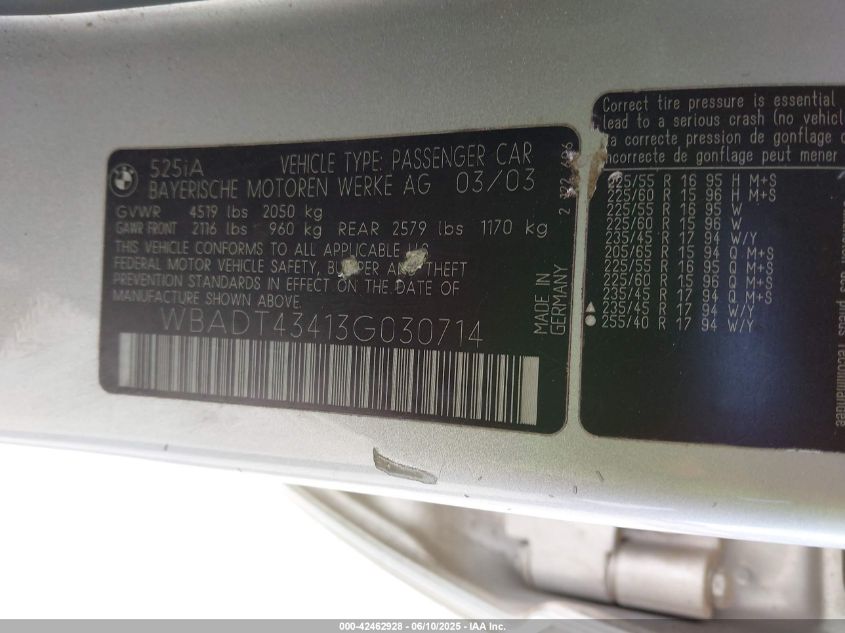 525iA VEHICLE TYPE: PASSENGER CAR
BAYERISCHE MOTOREN WERKE AG 03/03
GVWR 4519 lbs 2050 kg
GAWR FRONT 2116 lbs 960 kg REAR 2579 lbs 1170 kg
THIS VEHICLE CONFORMS TO ALL APPLICABLE U.S.
FEDERAL MOTOR VEHICLE SAFETY, BUMPER AND THEFT
PREVENTION STANDARDS IN EFFECT ON THE DATE OF
MANUFACTURE SHOWN ABOVE.
WBADT43413G030714
MADE IN
GERMANY
Correct tire pressure is essential
lead to a serious crash (no vehicl
la correcte pression de gonflage
incorrecte de gonflage peut mener
225/55 R 16 95 H M+S
225/60 R 15 96 H M+S
225/55 R 16 95 W
225/60 R 15 96 W
235/45 R 17 94 W/Y
205/65 R 15 94 Q M+S
225/55 R 16 95 Q M+S
225/60 R 15 96 Q M+S
235/45 R 17 94 Q M+S
235/45 R 17 94 W/Y
255/40 R 17 94 W/Y
000-42462928 - 06/10/2025 - IAA Inc.